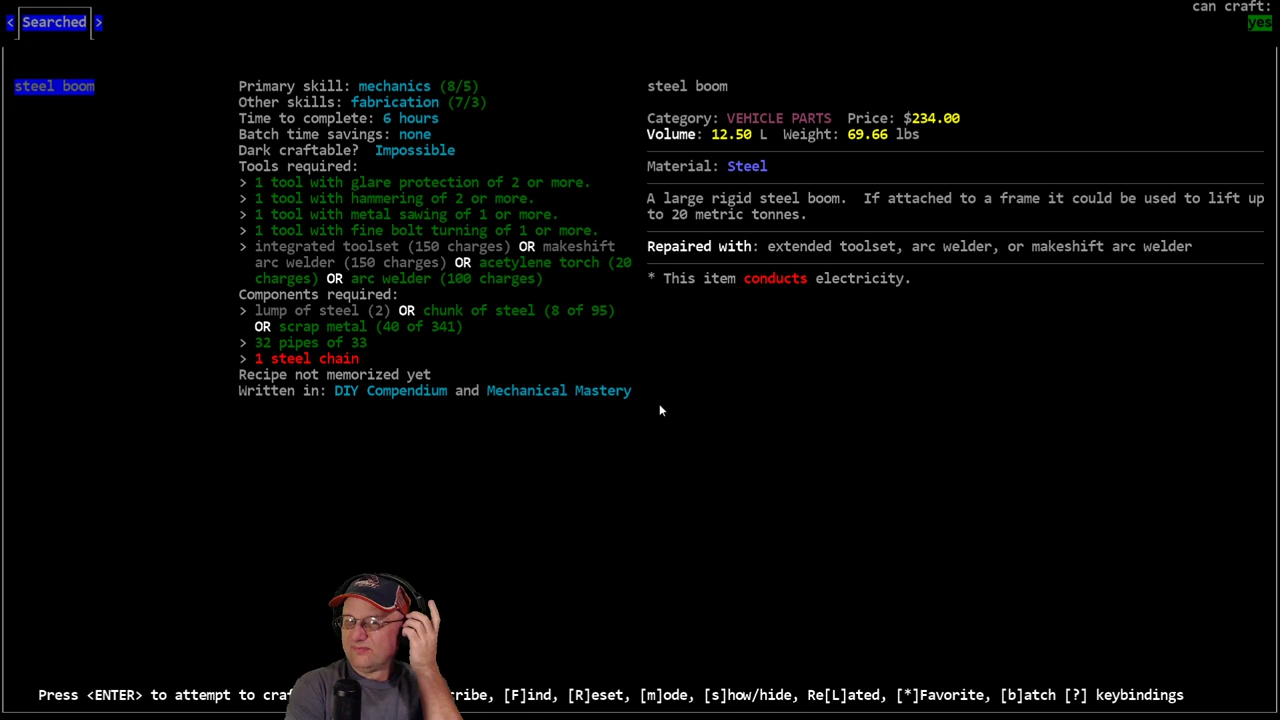 can craft:
< Searched >
yes
steel boom
Primary skill: mechanics (8/5)
Other skills: fabrication (7/3)
Time to complete: 6 hours
Batch time savings: none
Dark craftable? Impossible
Tools required:
> 1 tool with glare protection of 2 or more.
> 1 tool with hammering of 2 or more.
> 1 tool with metal sawing of 1 or more.
> 1 tool with fine bolt turning of 1 or more.
> integrated toolset (150 charges) OR makeshift
arc welder (150 charges) OR acetylene torch (20
charges) OR arc welder (100 charges)
Components required:
> lump of steel (2) OR chunk of steel (8 of 95)
OR scrap metal (40 of 341)
> 32 pipes of 33
> 1 steel chain
Recipe not memorized yet
Written in: DIY Compendium and Mechanical Mastery
steel boom
Category: VEHICLE PARTS Price: $234.00
Volume: 12.50 L Weight: 69.66 lbs
Material: Steel
A large rigid steel boom. If attached to a frame it could be used to lift up
to 20 metric tonnes.
Repaired with: extended toolset, arc welder, or makeshift arc welder
* This item conducts electricity.
Press <ENTER> to attempt to cra cribe, [F]ind, [R]eset, [m]ode, [s]how/hide, Re[L]ated, [*]Favorite, [b]atch [?] keybindings